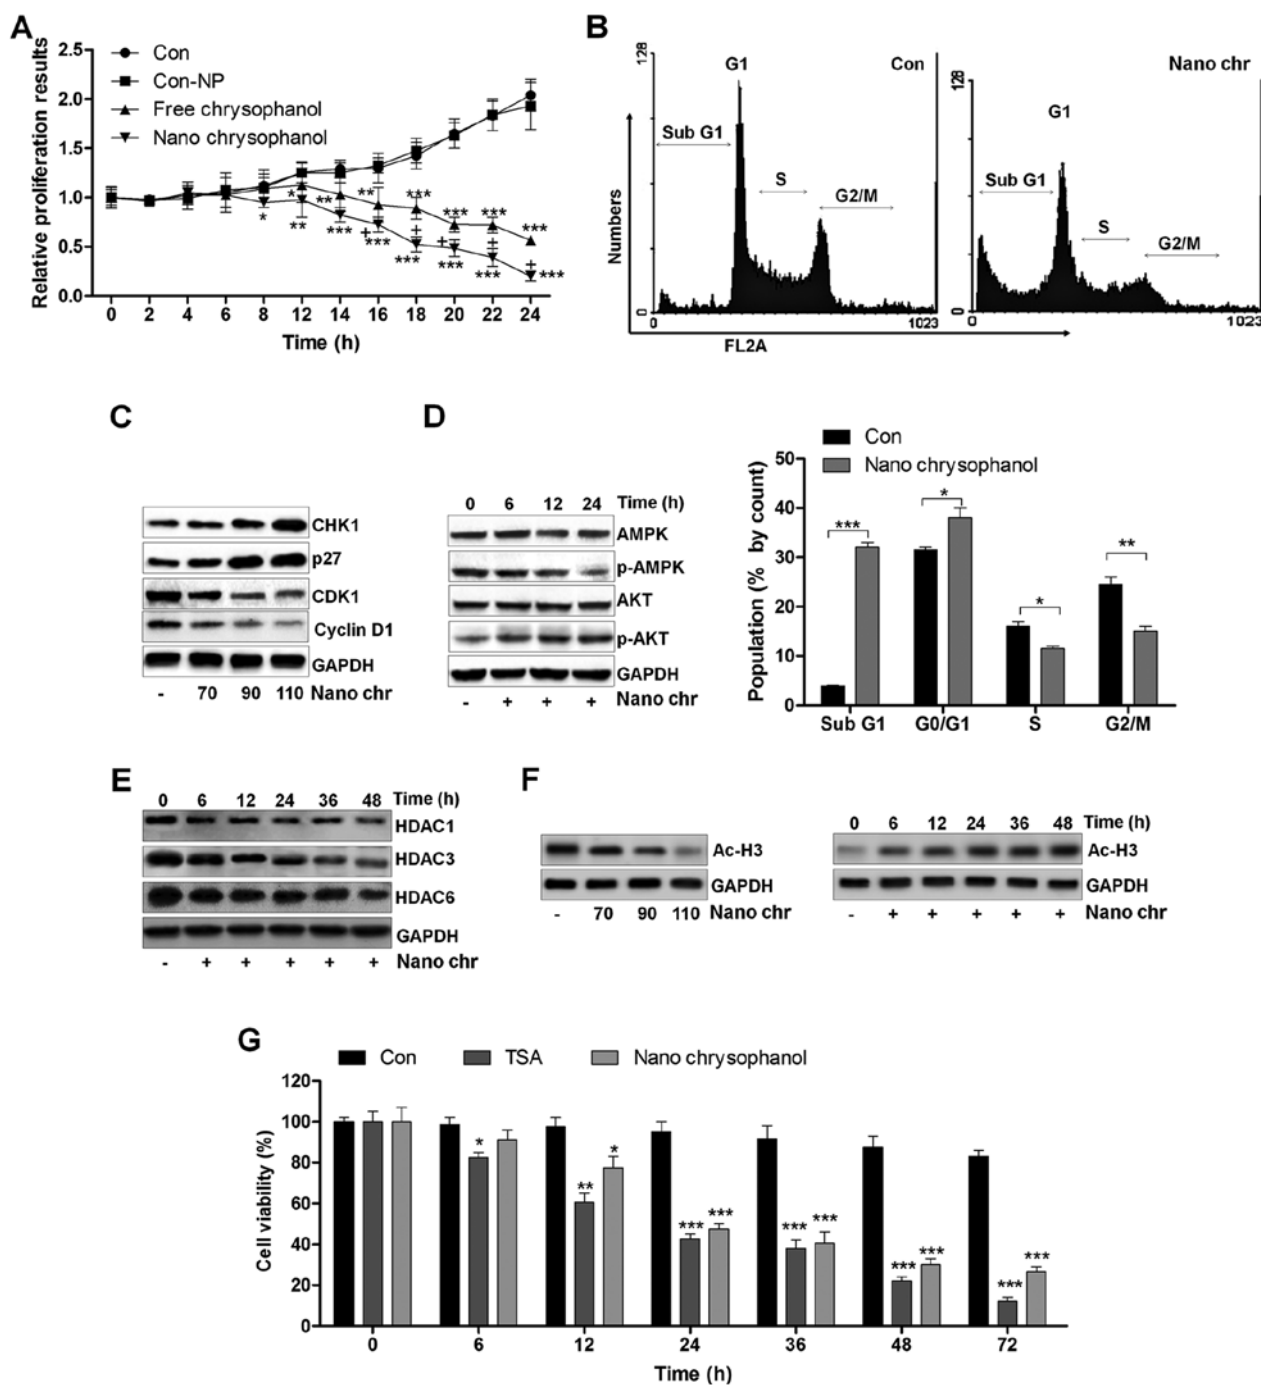 A
Relative proliferation results
2.5
2.0
1.5
1.0
0.5
0.0
Con
Con-NP
Free chrysophanol
Nano chrysophanol
* ** ** *** *** *** ***
* ** *** *** *** *** *** ***
+ + + + +
0 2 4 6 8 10 12 14 16 18 20 22 24
Time (h)
B
128
0
Numbers
G1
Con
Sub G1
S
G2/M
0
1023
FL2A
128
0
Nano chr
G1
Sub G1
S
G2/M
0
1023
Con
Nano chrysophanol
Population (% by count)
50
40
30
20
10
0
*** * * **
Sub G1 G0/G1 S G2/M
C
CHK1
p27
CDK1
Cyclin D1
GAPDH
- 70 90 110 Nano chr
D
0 6 12 24 Time (h)
AMPK
p-AMPK
AKT
p-AKT
GAPDH
- + + + Nano chr
E
0 6 12 24 36 48 Time (h)
HDAC1
HDAC3
HDAC6
GAPDH
- + + + + + Nano chr
F
Ac-H3
GAPDH
- 70 90 110 Nano chr
0 6 12 24 36 48 Time (h)
Ac-H3
GAPDH
- + + + + + Nano chr
G
Con TSA Nano chrysophanol
Cell viability (%)
120
100
80
60
40
20
0
* ** * *** *** *** *** *** *** *** ***
0 6 12 24 36 48 72
Time (h)